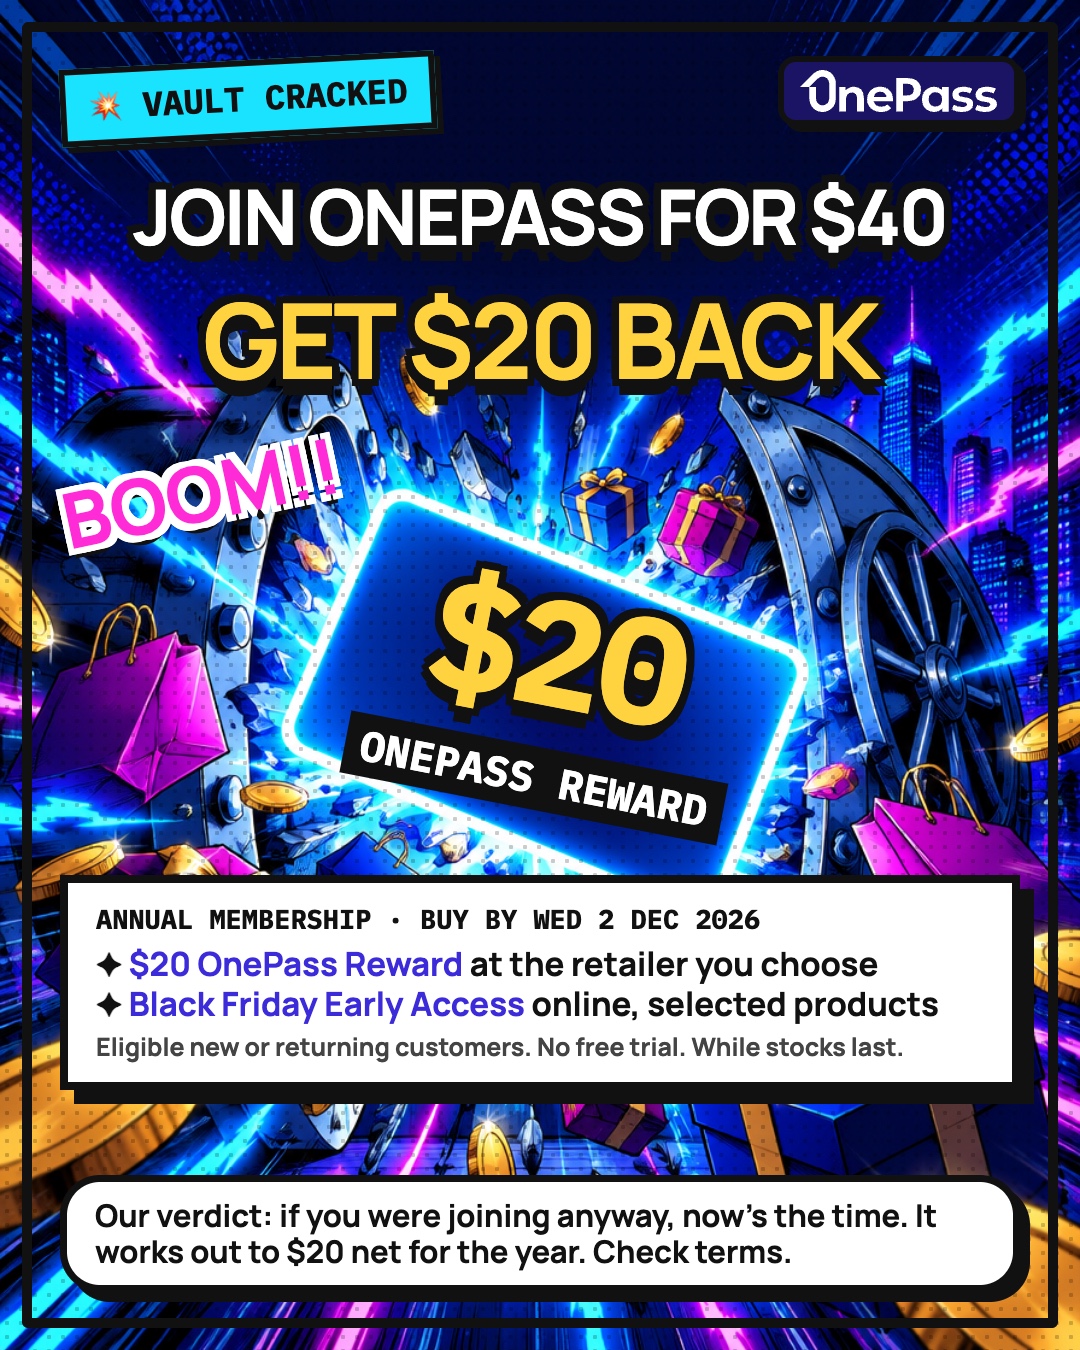 💥 VAULT CRACKED
OnePass
JOIN ONEPASS FOR $40
GET $20 BACK
BOOM!!
$20
ONEPASS REWARD
ANNUAL MEMBERSHIP · BUY BY WED 2 DEC 2026
✦ $20 OnePass Reward at the retailer you choose
✦ Black Friday Early Access online, selected products
Eligible new or returning customers. No free trial. While stocks last.
Our verdict: if you were joining anyway, now's the time. It
works out to $20 net for the year. Check terms.